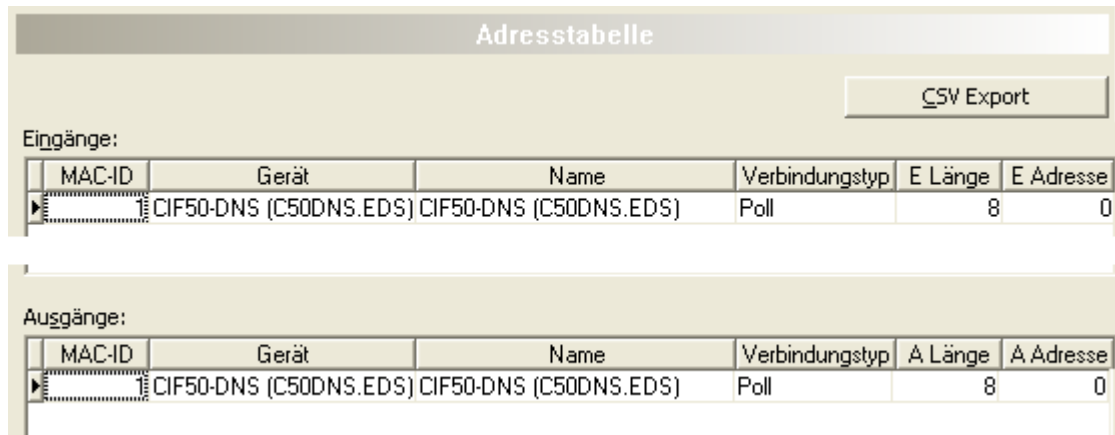 Adresstabelle
CSV Export
Eingänge:
MAC-ID Gerät Name Verbindungstyp E Länge E Adresse
1 CIF50-DNS (C50DNS.EDS) CIF50-DNS (C50DNS.EDS) Poll 8 0
Ausgänge:
MAC-ID Gerät Name Verbindungstyp A Länge A Adresse
1 CIF50-DNS (C50DNS.EDS) CIF50-DNS (C50DNS.EDS) Poll 8 0